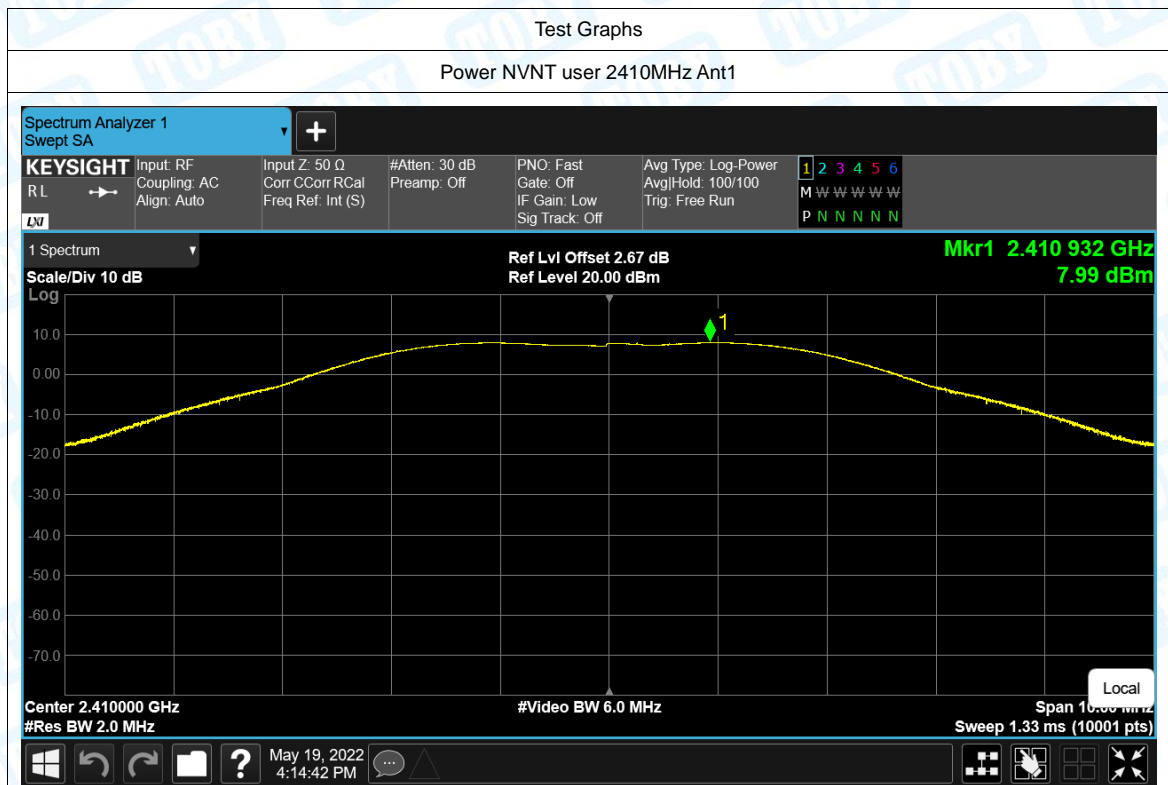 Test Graphs
Power NVNT user 2410MHz Ant1
Spectrum Analyzer 1
Swept SA
KEYSIGHT
R L
LXI
Input: RF
Coupling: AC
Align: Auto
Input Z: 50 Ω
Corr CCorr RCal
Freq Ref: Int (S)
#Atten: 30 dB
Preamp: Off
PNO: Fast
Gate: Off
IF Gain: Low
Sig Track: Off
Avg Type: Log-Power
Avg|Hold: 100/100
Trig: Free Run
1 2 3 4 5 6
M W W W W W
P N N N N N
1 Spectrum
Scale/Div 10 dB
Ref Lvl Offset 2.67 dB
Ref Level 20.00 dBm
Mkr1 2.410 932 GHz
7.99 dBm
Log
1
10.0
0.00
-10.0
-20.0
-30.0
-40.0
-50.0
-60.0
-70.0
Local
Center 2.410000 GHz
#Res BW 2.0 MHz
#Video BW 6.0 MHz
Span 10.00 MHz
Sweep 1.33 ms (10001 pts)
?
May 19, 2022
4:14:42 PM
TOBY